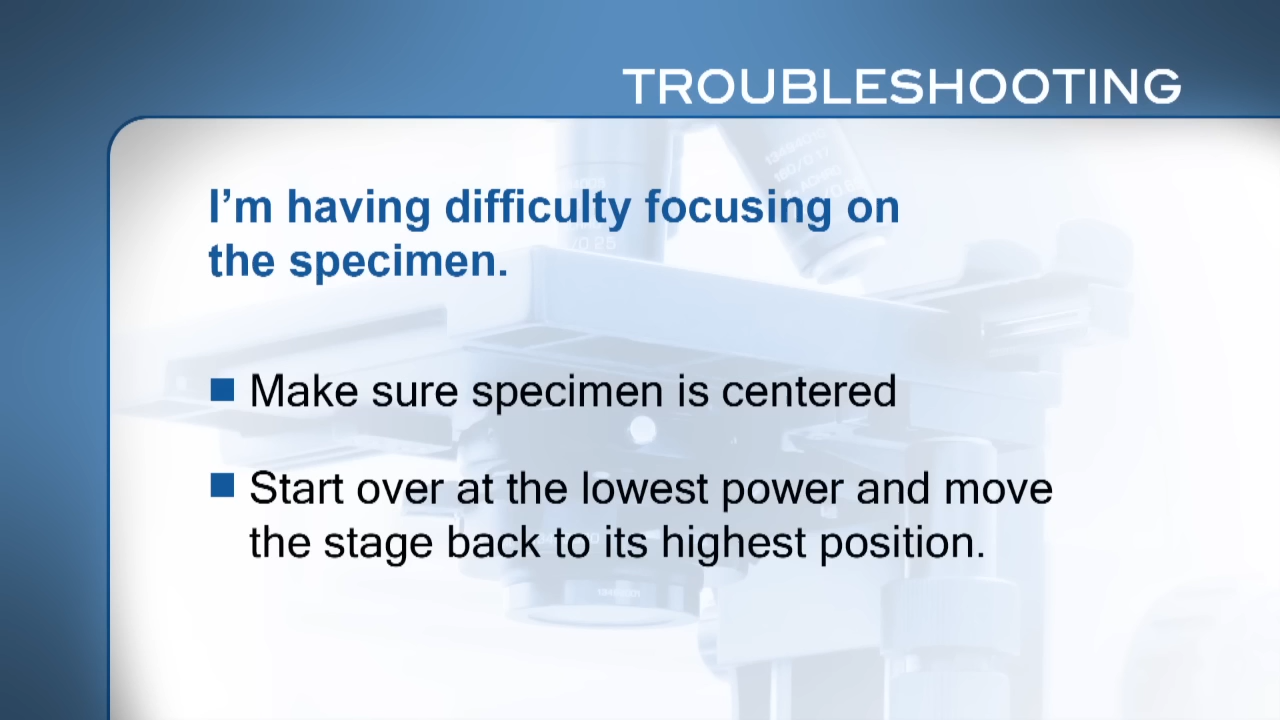 TROUBLESHOOTING
I'm having difficulty focusing on
the specimen.
Make sure specimen is centered
Start over at the lowest power and move
the stage back to its highest position.